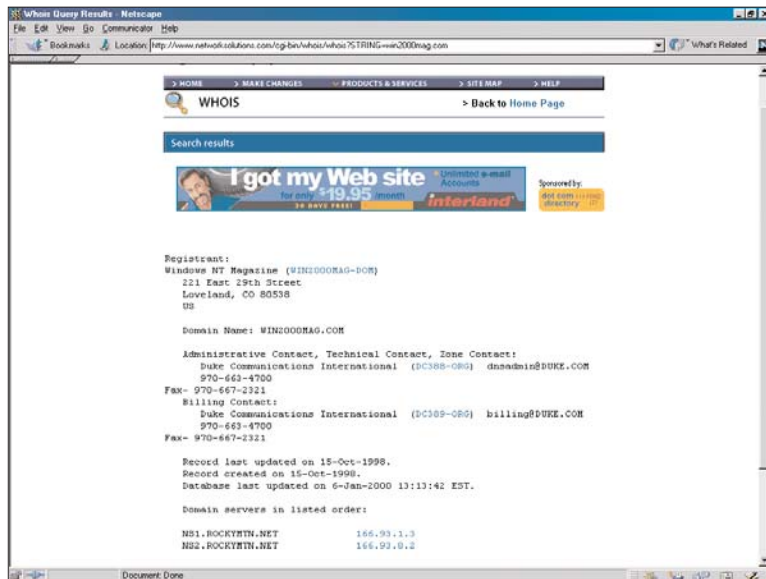 Whois Query Results - Netscape
File Edit View Go Communicator Help
Bookmarks Location: http://www.networksolutions.com/cgi-bin/whois/whois?STRING=win2000mag.com What's Related
> HOME > MAKE CHANGES PRODUCTS & SERVICES > SITE MAP > HELP
WHOIS > Back to Home Page
Search results
I got my Web site
for only $19.95/month
30 DAYS FREE!
Unlimited e-mail
Accounts
interland
Sponsored by:
dot com
directory
Registrant:
Windows NT Magazine (WIN2000MAG-DOM)
221 East 29th Street
Loveland, CO 80538
US
Domain Name: WIN2000MAG.COM
Administrative Contact, Technical Contact, Zone Contact:
Duke Communications International (DC388-ORG) dnsadmin@DUKE.COM
970-663-4700
Fax- 970-667-2321
Billing Contact:
Duke Communications International (DC389-ORG) billing@DUKE.COM
970-663-4700
Fax- 970-667-2321
Record last updated on 15-Oct-1998.
Record created on 15-Oct-1998.
Database last updated on 6-Jan-2000 13:13:42 EST.
Domain servers in listed order:
NS1.ROCKYMTN.NET 166.93.1.3
NS2.ROCKYMTN.NET 166.93.8.2
Document: Done